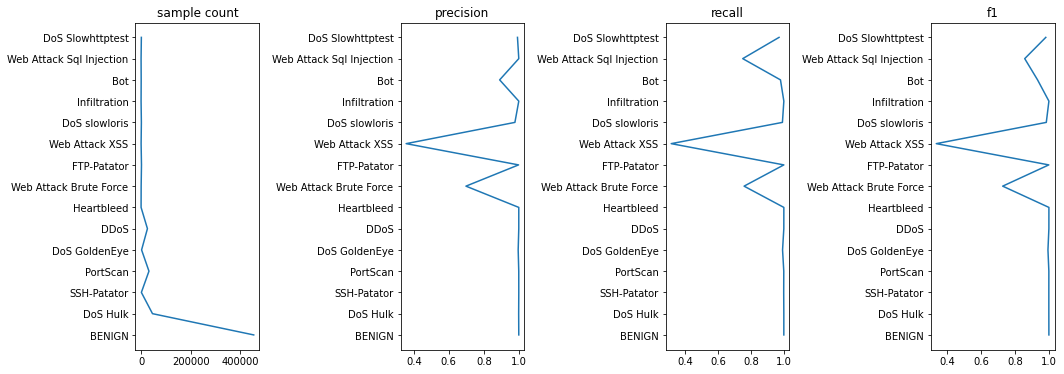 sample count
DoS Slowhttptest
Web Attack Sql Injection
Bot
Infiltration
DoS slowloris
Web Attack XSS
FTP-Patator
Web Attack Brute Force
Heartbleed
DDoS
DoS GoldenEye
PortScan
SSH-Patator
DoS Hulk
BENIGN
0 200000 400000
precision
DoS Slowhttptest
Web Attack Sql Injection
Bot
Infiltration
DoS slowloris
Web Attack XSS
FTP-Patator
Web Attack Brute Force
Heartbleed
DDoS
DoS GoldenEye
PortScan
SSH-Patator
DoS Hulk
BENIGN
0.4 0.6 0.8 1.0
recall
DoS Slowhttptest
Web Attack Sql Injection
Bot
Infiltration
DoS slowloris
Web Attack XSS
FTP-Patator
Web Attack Brute Force
Heartbleed
DDoS
DoS GoldenEye
PortScan
SSH-Patator
DoS Hulk
BENIGN
0.4 0.6 0.8 1.0
f1
DoS Slowhttptest
Web Attack Sql Injection
Bot
Infiltration
DoS slowloris
Web Attack XSS
FTP-Patator
Web Attack Brute Force
Heartbleed
DDoS
DoS GoldenEye
PortScan
SSH-Patator
DoS Hulk
BENIGN
0.4 0.6 0.8 1.0